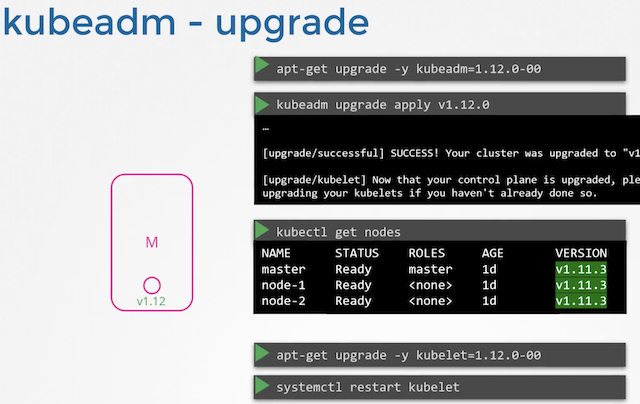 kubeadm - upgrade
apt-get upgrade -y kubeadm=1.12.0-00
kubeadm upgrade apply v1.12.0
…
[upgrade/successful] SUCCESS! Your cluster was upgraded to "v1
[upgrade/kubelet] Now that your control plane is upgraded, ple
upgrading your kubelets if you haven't already done so.
M
v1.12
kubectl get nodes
NAME STATUS ROLES AGE VERSION
master Ready master 1d v1.11.3
node-1 Ready <none> 1d v1.11.3
node-2 Ready <none> 1d v1.11.3
apt-get upgrade -y kubelet=1.12.0-00
systemctl restart kubelet